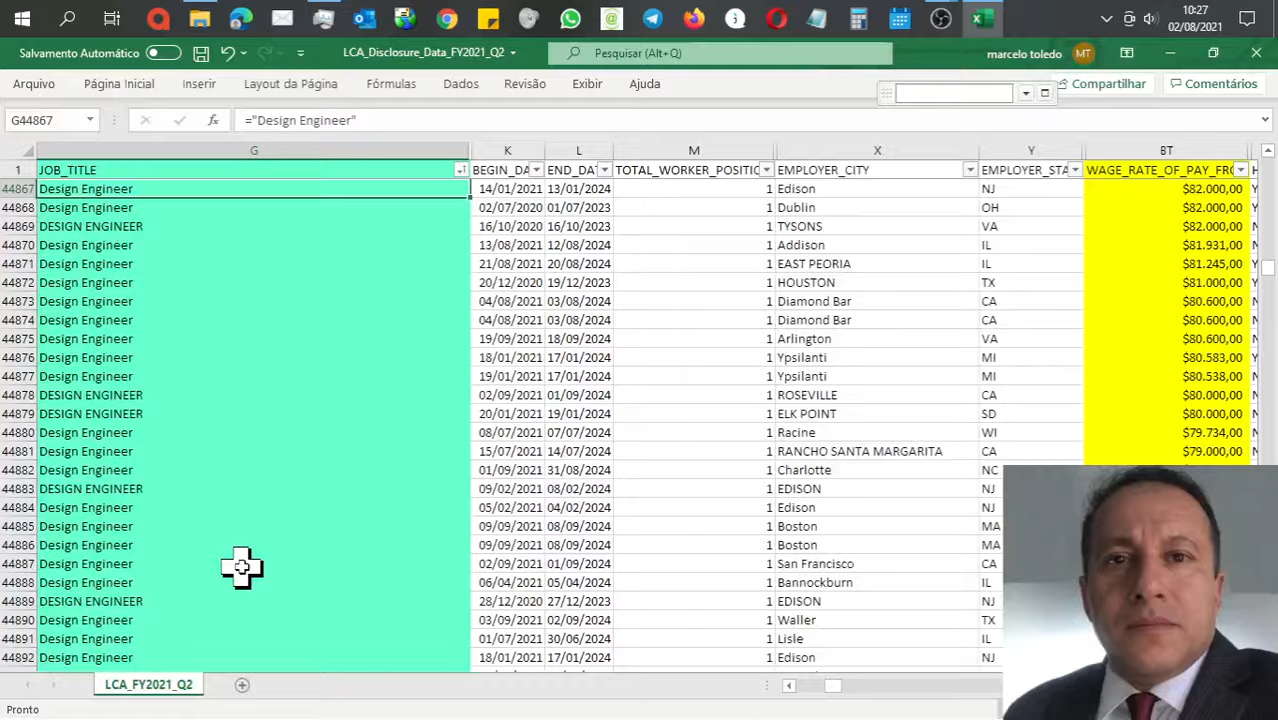 10:27
02/08/2021
Salvamento Automático
LCA_Disclosure_Data_FY2021_Q2
Pesquisar (Alt+Q)
marcelo toledo
MT
Arquivo Página Inicial Inserir Layout da Página Fórmulas Dados Revisão Exibir Ajuda
Compartilhar
Comentários
G44867 fx ="Design Engineer"
G K L M X Y BT
1 JOB_TITLE BEGIN_DA END_DAT TOTAL_WORKER_POSITIO EMPLOYER_CITY EMPLOYER_STA WAGE_RATE_OF_PAY_FRO
44867 Design Engineer 14/01/2021 13/01/2024 1 Edison NJ $82.000,00
44868 Design Engineer 02/07/2020 01/07/2023 1 Dublin OH $82.000,00
44869 DESIGN ENGINEER 16/10/2020 16/10/2023 1 TYSONS VA $82.000,00
44870 Design Engineer 13/08/2021 12/08/2024 1 Addison IL $81.931,00
44871 Design Engineer 21/08/2021 20/08/2024 1 EAST PEORIA IL $81.245,00
44872 Design Engineer 20/12/2020 19/12/2023 1 HOUSTON TX $81.000,00
44873 Design Engineer 04/08/2021 03/08/2024 1 Diamond Bar CA $80.600,00
44874 Design Engineer 04/08/2021 03/08/2024 1 Diamond Bar CA $80.600,00
44875 Design Engineer 19/09/2021 18/09/2024 1 Arlington VA $80.600,00
44876 Design Engineer 18/01/2021 17/01/2024 1 Ypsilanti MI $80.583,00
44877 Design Engineer 19/01/2021 17/01/2024 1 Ypsilanti MI $80.538,00
44878 DESIGN ENGINEER 02/09/2021 01/09/2024 1 ROSEVILLE CA $80.000,00
44879 DESIGN ENGINEER 20/01/2021 19/01/2024 1 ELK POINT SD $80.000,00
44880 Design Engineer 08/07/2021 07/07/2024 1 Racine WI $79.734,00
44881 Design Engineer 15/07/2021 14/07/2024 1 RANCHO SANTA MARGARITA CA $79.000,00
44882 Design Engineer 01/09/2021 31/08/2024 1 Charlotte NC
44883 DESIGN ENGINEER 09/02/2021 08/02/2024 1 EDISON NJ
44884 Design Engineer 05/02/2021 04/02/2024 1 Edison NJ
44885 Design Engineer 09/09/2021 08/09/2024 1 Boston MA
44886 Design Engineer 09/09/2021 08/09/2024 1 Boston MA
44887 Design Engineer 02/09/2021 01/09/2024 1 San Francisco CA
44888 Design Engineer 06/04/2021 05/04/2024 1 Bannockburn IL
44889 DESIGN ENGINEER 28/12/2020 27/12/2023 1 EDISON NJ
44890 Design Engineer 03/09/2021 02/09/2024 1 Waller TX
44891 Design Engineer 01/07/2021 30/06/2024 1 Lisle IL
44892 Design Engineer 18/01/2021 17/01/2024 1 Edison NJ
LCA_FY2021_Q2
Pronto